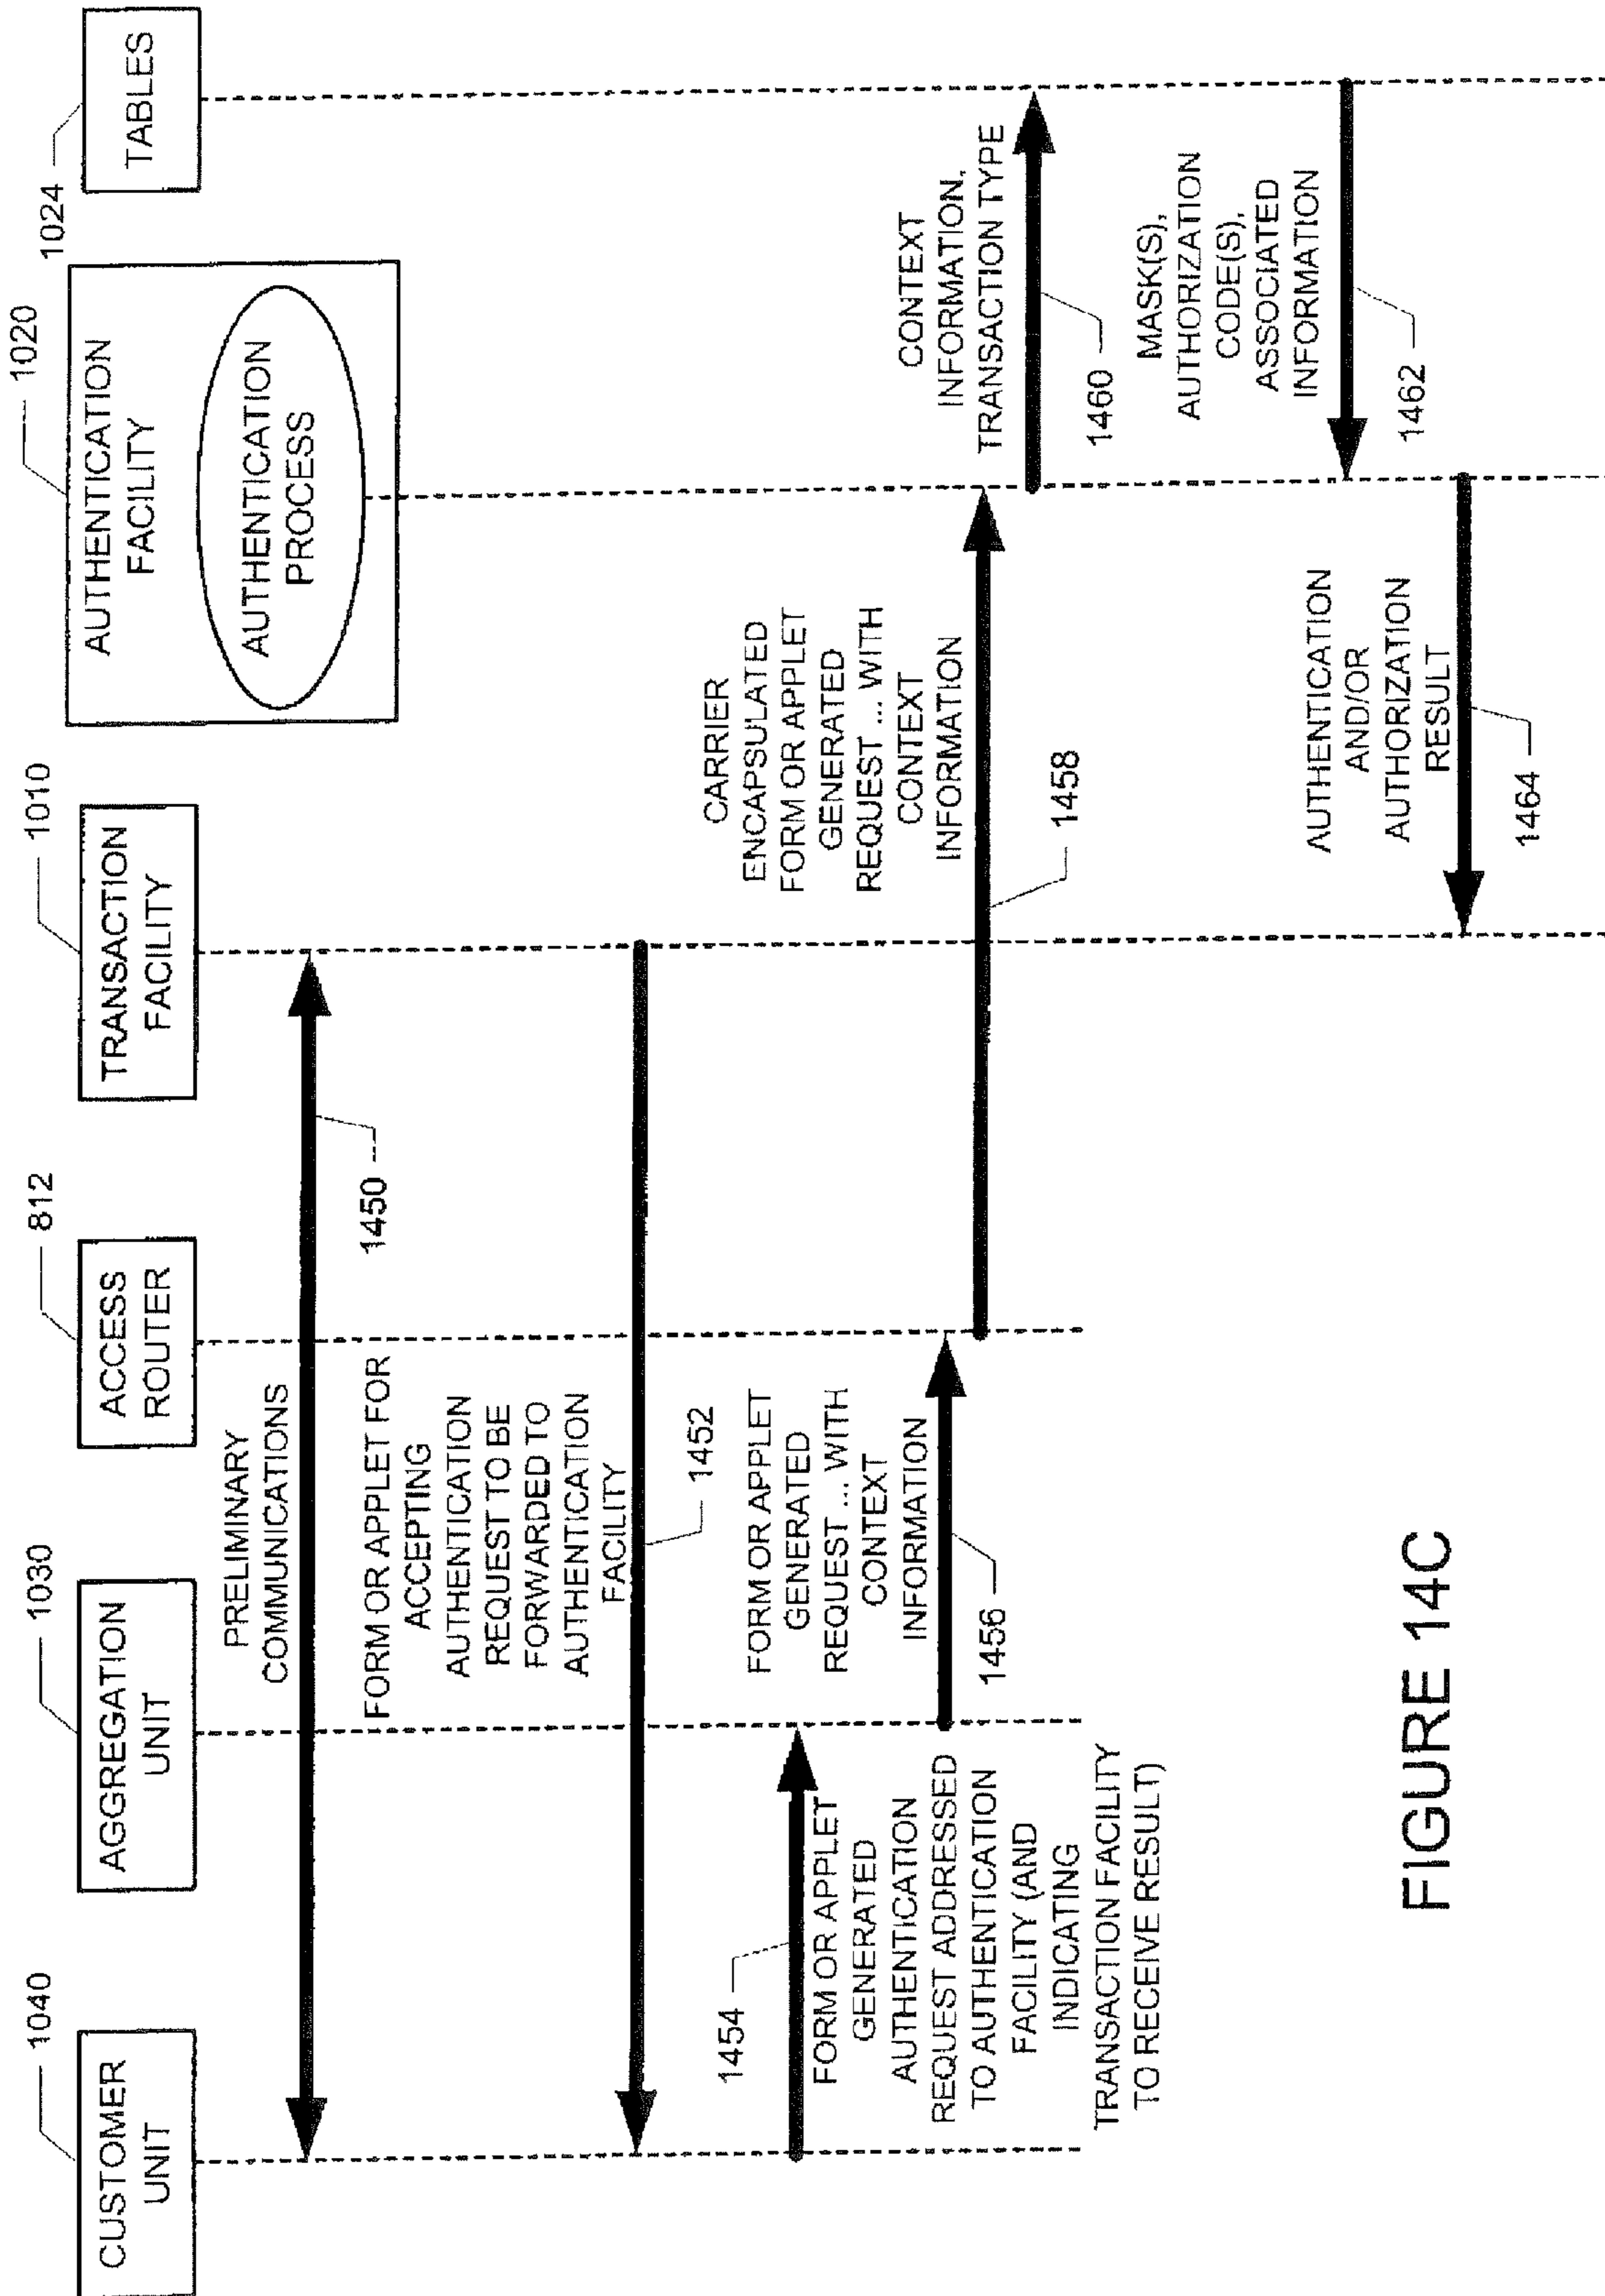 1040
CUSTOMER
UNIT
1030
AGGREGATION
UNIT
812
ACCESS
ROUTER
1010
TRANSACTION
FACILITY
1020
AUTHENTICATION
FACILITY
AUTHENTICATION
PROCESS
1024
TABLES
PRELIMINARY
COMMUNICATIONS
1450
FORM OR APPLET FOR
ACCEPTING
AUTHENTICATION
REQUEST TO BE
FORWARDED TO
AUTHENTICATION
FACILITY
1452
1454
FORM OR APPLET
GENERATED
AUTHENTICATION
REQUEST ADDRESSED
TO AUTHENTICATION
FACILITY (AND
INDICATING
TRANSACTION FACILITY
TO RECEIVE RESULT)
FORM OR APPLET
GENERATED
REQUEST ... WITH
CONTEXT
INFORMATION
1456
CARRIER
ENCAPSULATED
FORM OR APPLET
GENERATED
REQUEST ... WITH
CONTEXT
INFORMATION
1458
CONTEXT
INFORMATION,
TRANSACTION TYPE
1460
MASK(S),
AUTHORIZATION
CODE(S),
ASSOCIATED
INFORMATION
1462
AUTHENTICATION
AND/OR
AUTHORIZATION
RESULT
1464
FIGURE 14C